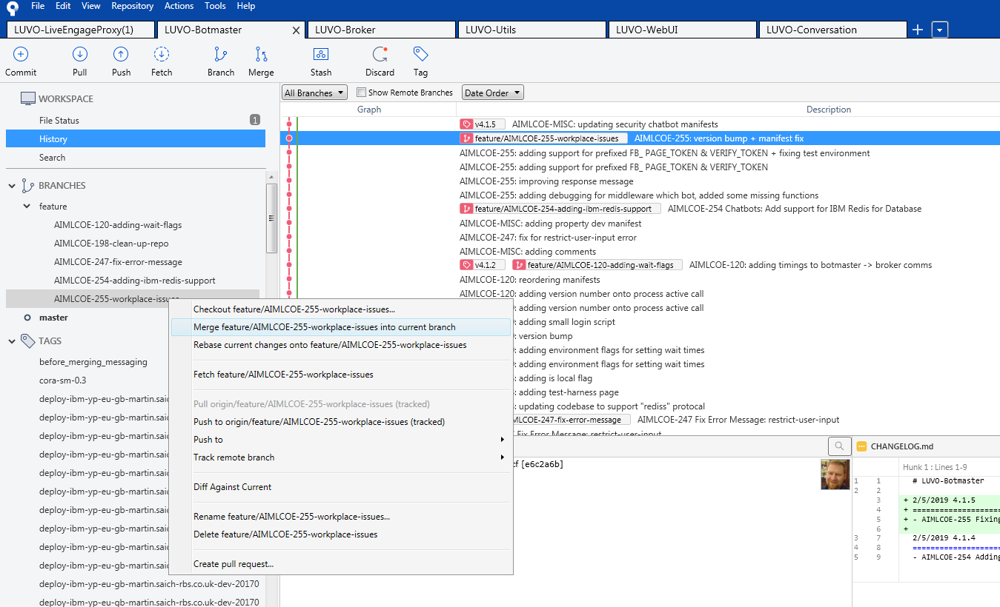 File Edit View Repository Actions Tools Help
LUVO-LiveEngageProxy(1) LUVO-Botmaster LUVO-Broker LUVO-Utils LUVO-WebUI LUVO-Conversation
Commit Pull Push Fetch Branch Merge Stash Discard Tag
WORKSPACE
File Status 1
History
Search
BRANCHES
feature
AIMLCOE-120-adding-wait-flags
AIMLCOE-198-clean-up-repo
AIMLCOE-247-fix-error-message
AIMLCOE-254-adding-ibm-redis-support
AIMLCOE-255-workplace-issues
master
TAGS
before_merging_messaging
cora-sm-0.3
deploy-ibm-yp-eu-gb-martin.saic
deploy-ibm-yp-eu-gb-martin.saic
deploy-ibm-yp-eu-gb-martin.saic
deploy-ibm-yp-eu-gb-martin.saic
deploy-ibm-yp-eu-gb-martin.saic
deploy-ibm-yp-eu-gb-martin.saic
deploy-ibm-yp-eu-gb-martin.saic
deploy-ibm-yp-eu-gb-martin.saic
deploy-ibm-yp-eu-gb-martin.saic
deploy-ibm-yp-eu-gb-martin.saic
deploy-ibm-yp-eu-gb-martin.saich-rbs.co.uk-dev-20170
deploy-ibm-yp-eu-gb-martin.saich-rbs.co.uk-dev-20170
All Branches Show Remote Branches Date Order
Graph Description
v4.1.5 AIMLCOE-MISC: updating security chatbot manifests
feature/AIMLCOE-255-workplace-issues AIMLCOE-255: version bump + manifest fix
AIMLCOE-255: adding support for prefixed FB_ PAGE_TOKEN & VERIFY_TOKEN + fixing test environment
AIMLCOE-255: adding support for prefixed FB_ PAGE_TOKEN & VERIFY_TOKEN
AIMLCOE-255: improving response message
AIMLCOE-255: adding debugging for middleware which bot, added some missing functions
feature/AIMLCOE-254-adding-ibm-redis-support AIMLCOE-254 Chatbots: Add support for IBM Redis for Database
AIMLCOE-MISC: adding property dev manifest
AIMLCOE-247: fix for restrict-user-input error
AIMLCOE-MISC: adding comments
v4.1.2 feature/AIMLCOE-120-adding-wait-flags AIMLCOE-120: adding timings to botmaster -> broker comms
AIMLCOE-120: reordering manifests
AIMLCOE-120: adding version number onto process active call
: adding version number onto process active call
: adding small login script
: version bump
: adding environment flags for setting wait times
: adding environment flags for setting wait times
: adding is local flag
: adding test-harness page
: updating codebase to support "rediss" protocal
MLCOE-247-fix-error-message AIMLCOE-247 Fix Error Message: restrict-user-input
Fix Error Message: restrict-user-input
Checkout feature/AIMLCOE-255-workplace-issues...
Merge feature/AIMLCOE-255-workplace-issues into current branch
Rebase current changes onto feature/AIMLCOE-255-workplace-issues
Fetch feature/AIMLCOE-255-workplace-issues
Pull origin/feature/AIMLCOE-255-workplace-issues (tracked)
Push to origin/feature/AIMLCOE-255-workplace-issues (tracked)
Push to
Track remote branch
Diff Against Current
Rename feature/AIMLCOE-255-workplace-issues...
Delete feature/AIMLCOE-255-workplace-issues
Create pull request...
cf [e6c2a6b]
CHANGELOG.md
Hunk 1 : Lines 1-9
1 1 # LUVO-Botmaster
2 2
3 + 2/5/2019 4.1.5
4 + =====================
5 + - AIMLCOE-255 Fixing
6 +
3 7 2/5/2019 4.1.4
4 8 =====================
5 9 - AIMLCOE-254 Adding